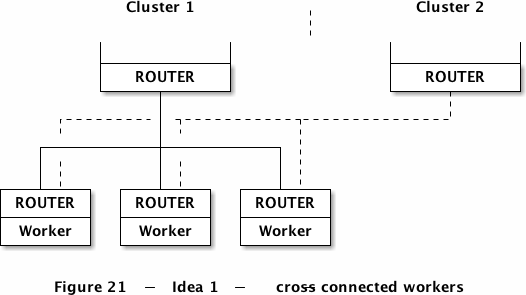 Cluster 1 Cluster 2
ROUTER ROUTER
ROUTER ROUTER ROUTER
Worker Worker Worker
Figure 21 — Idea 1 — cross connected workers